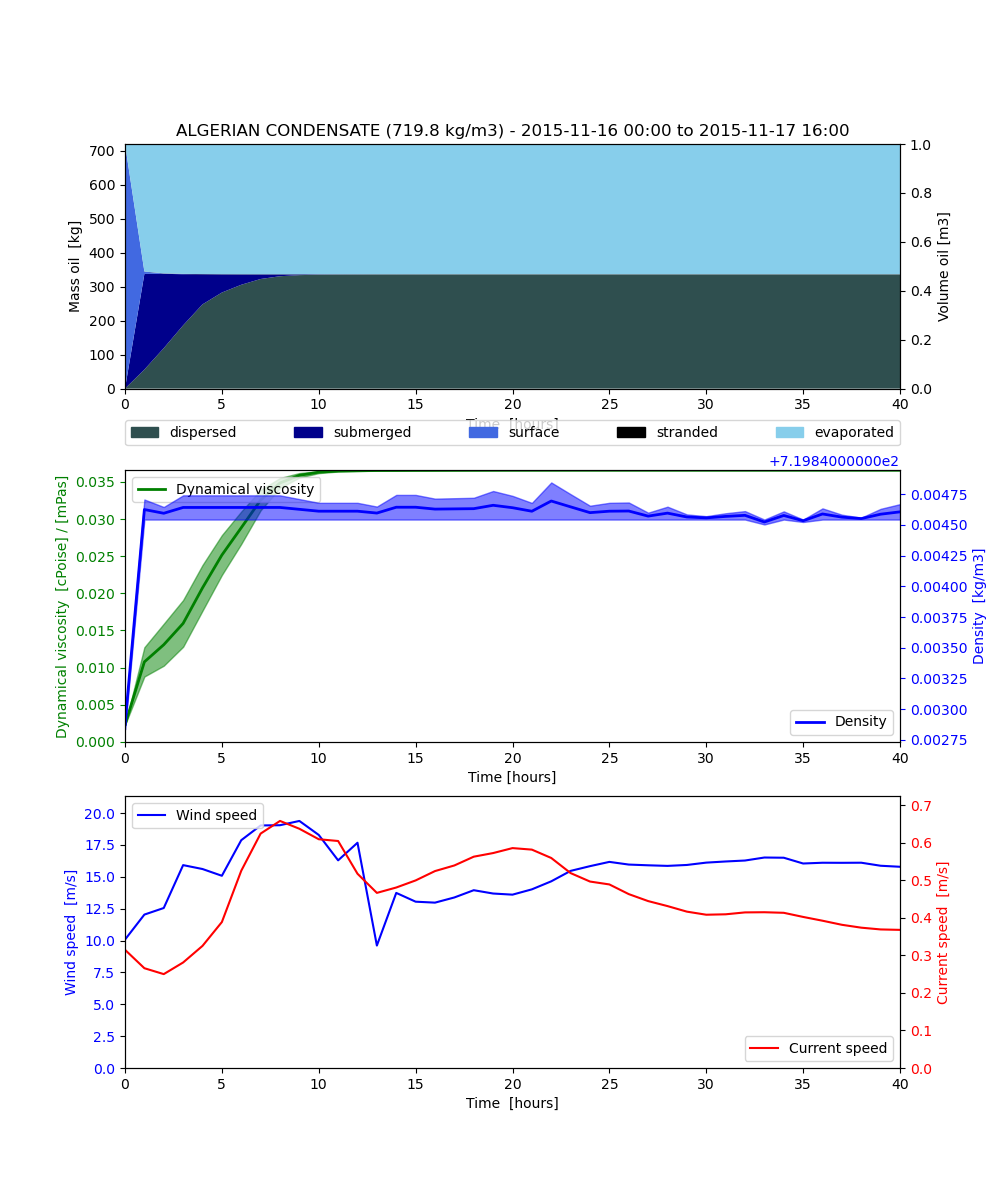 ALGERIAN CONDENSATE (719.8 kg/m3) - 2015-11-16 00:00 to 2015-11-17 16:00
700
600
500
400
300
200
100
0
Mass oil [kg]
1.0
0.8
0.6
0.4
0.2
0.0
Volume oil [m3]
0 5 10 15 20 25 30 35 40
Time [hours]
dispersed submerged surface stranded evaporated
+7.1984000000e2
0.035
0.030
0.025
0.020
0.015
0.010
0.005
0.000
Dynamical viscosity [cPoise] / [mPas]
Dynamical viscosity
0.00475
0.00450
0.00425
0.00400
0.00375
0.00350
0.00325
0.00300
0.00275
Density [kg/m3]
Density
0 5 10 15 20 25 30 35 40
Time [hours]
20.0
17.5
15.0
12.5
10.0
7.5
5.0
2.5
0.0
Wind speed [m/s]
Wind speed
0.7
0.6
0.5
0.4
0.3
0.2
0.1
0.0
Current speed [m/s]
Current speed
0 5 10 15 20 25 30 35 40
Time [hours]